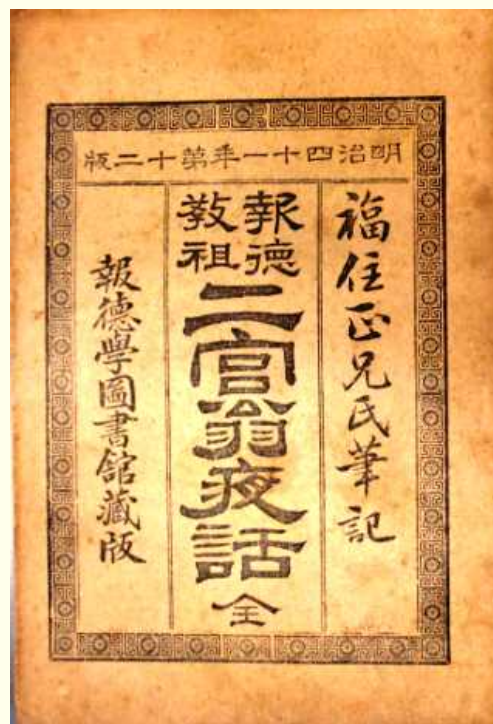 明治四十一年第十二版
福住正兄氏筆記
報德
教祖
二宮翁夜話
全
報德學圖書館藏版